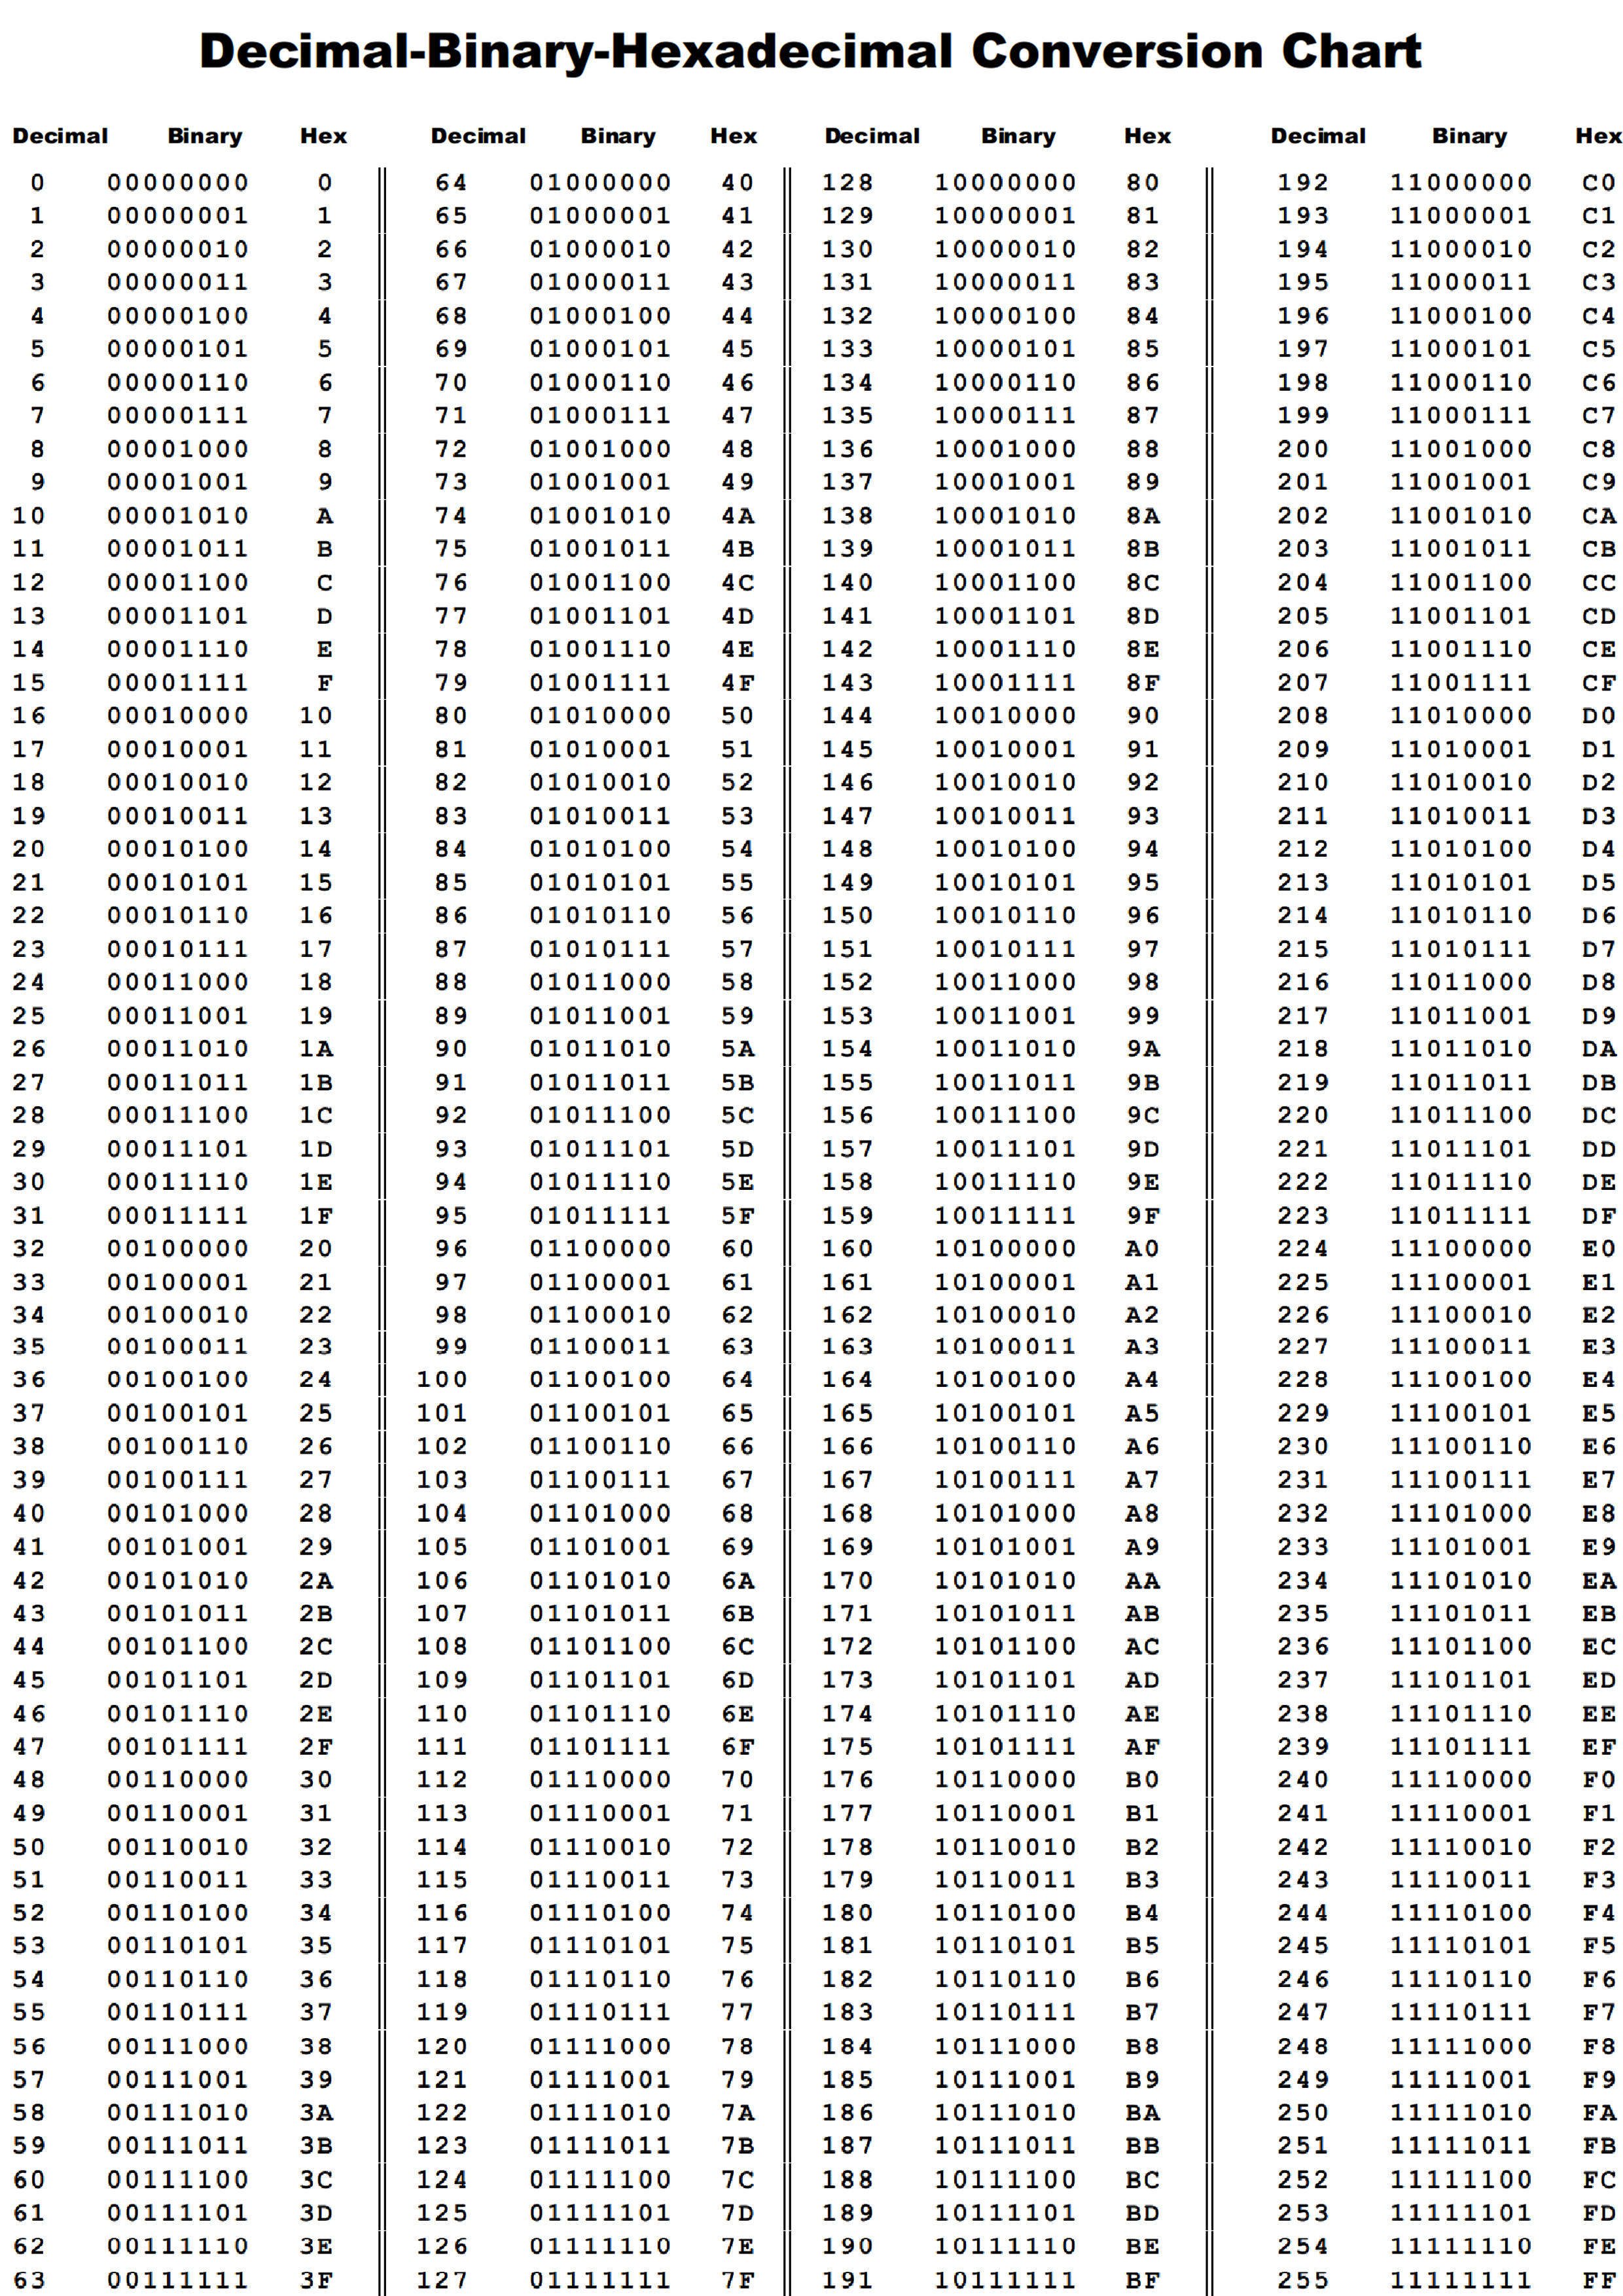 Decimal-Binary-Hexadecimal Conversion Chart
Decimal Binary Hex Decimal Binary Hex Decimal Binary Hex Decimal Binary Hex
0 00000000 0 64 01000000 40 128 10000000 80 192 11000000 C0
1 00000001 1 65 01000001 41 129 10000001 81 193 11000001 C1
2 00000010 2 66 01000010 42 130 10000010 82 194 11000010 C2
3 00000011 3 67 01000011 43 131 10000011 83 195 11000011 C3
4 00000100 4 68 01000100 44 132 10000100 84 196 11000100 C4
5 00000101 5 69 01000101 45 133 10000101 85 197 11000101 C5
6 00000110 6 70 01000110 46 134 10000110 86 198 11000110 C6
7 00000111 7 71 01000111 47 135 10000111 87 199 11000111 C7
8 00001000 8 72 01001000 48 136 10001000 88 200 11001000 C8
9 00001001 9 73 01001001 49 137 10001001 89 201 11001001 C9
10 00001010 A 74 01001010 4A 138 10001010 8A 202 11001010 CA
11 00001011 B 75 01001011 4B 139 10001011 8B 203 11001011 CB
12 00001100 C 76 01001100 4C 140 10001100 8C 204 11001100 CC
13 00001101 D 77 01001101 4D 141 10001101 8D 205 11001101 CD
14 00001110 E 78 01001110 4E 142 10001110 8E 206 11001110 CE
15 00001111 F 79 01001111 4F 143 10001111 8F 207 11001111 CF
16 00010000 10 80 01010000 50 144 10010000 90 208 11010000 D0
17 00010001 11 81 01010001 51 145 10010001 91 209 11010001 D1
18 00010010 12 82 01010010 52 146 10010010 92 210 11010010 D2
19 00010011 13 83 01010011 53 147 10010011 93 211 11010011 D3
20 00010100 14 84 01010100 54 148 10010100 94 212 11010100 D4
21 00010101 15 85 01010101 55 149 10010101 95 213 11010101 D5
22 00010110 16 86 01010110 56 150 10010110 96 214 11010110 D6
23 00010111 17 87 01010111 57 151 10010111 97 215 11010111 D7
24 00011000 18 88 01011000 58 152 10011000 98 216 11011000 D8
25 00011001 19 89 01011001 59 153 10011001 99 217 11011001 D9
26 00011010 1A 90 01011010 5A 154 10011010 9A 218 11011010 DA
27 00011011 1B 91 01011011 5B 155 10011011 9B 219 11011011 DB
28 00011100 1C 92 01011100 5C 156 10011100 9C 220 11011100 DC
29 00011101 1D 93 01011101 5D 157 10011101 9D 221 11011101 DD
30 00011110 1E 94 01011110 5E 158 10011110 9E 222 11011110 DE
31 00011111 1F 95 01011111 5F 159 10011111 9F 223 11011111 DF
32 00100000 20 96 01100000 60 160 10100000 A0 224 11100000 E0
33 00100001 21 97 01100001 61 161 10100001 A1 225 11100001 E1
34 00100010 22 98 01100010 62 162 10100010 A2 226 11100010 E2
35 00100011 23 99 01100011 63 163 10100011 A3 227 11100011 E3
36 00100100 24 100 01100100 64 164 10100100 A4 228 11100100 E4
37 00100101 25 101 01100101 65 165 10100101 A5 229 11100101 E5
38 00100110 26 102 01100110 66 166 10100110 A6 230 11100110 E6
39 00100111 27 103 01100111 67 167 10100111 A7 231 11100111 E7
40 00101000 28 104 01101000 68 168 10101000 A8 232 11101000 E8
41 00101001 29 105 01101001 69 169 10101001 A9 233 11101001 E9
42 00101010 2A 106 01101010 6A 170 10101010 AA 234 11101010 EA
43 00101011 2B 107 01101011 6B 171 10101011 AB 235 11101011 EB
44 00101100 2C 108 01101100 6C 172 10101100 AC 236 11101100 EC
45 00101101 2D 109 01101101 6D 173 10101101 AD 237 11101101 ED
46 00101110 2E 110 01101110 6E 174 10101110 AE 238 11101110 EE
47 00101111 2F 111 01101111 6F 175 10101111 AF 239 11101111 EF
48 00110000 30 112 01110000 70 176 10110000 B0 240 11110000 F0
49 00110001 31 113 01110001 71 177 10110001 B1 241 11110001 F1
50 00110010 32 114 01110010 72 178 10110010 B2 242 11110010 F2
51 00110011 33 115 01110011 73 179 10110011 B3 243 11110011 F3
52 00110100 34 116 01110100 74 180 10110100 B4 244 11110100 F4
53 00110101 35 117 01110101 75 181 10110101 B5 245 11110101 F5
54 00110110 36 118 01110110 76 182 10110110 B6 246 11110110 F6
55 00110111 37 119 01110111 77 183 10110111 B7 247 11110111 F7
56 00111000 38 120 01111000 78 184 10111000 B8 248 11111000 F8
57 00111001 39 121 01111001 79 185 10111001 B9 249 11111001 F9
58 00111010 3A 122 01111010 7A 186 10111010 BA 250 11111010 FA
59 00111011 3B 123 01111011 7B 187 10111011 BB 251 11111011 FB
60 00111100 3C 124 01111100 7C 188 10111100 BC 252 11111100 FC
61 00111101 3D 125 01111101 7D 189 10111101 BD 253 11111101 FD
62 00111110 3E 126 01111110 7E 190 10111110 BE 254 11111110 FE
63 00111111 3F 127 01111111 7F 191 10111111 BF 255 11111111 FF